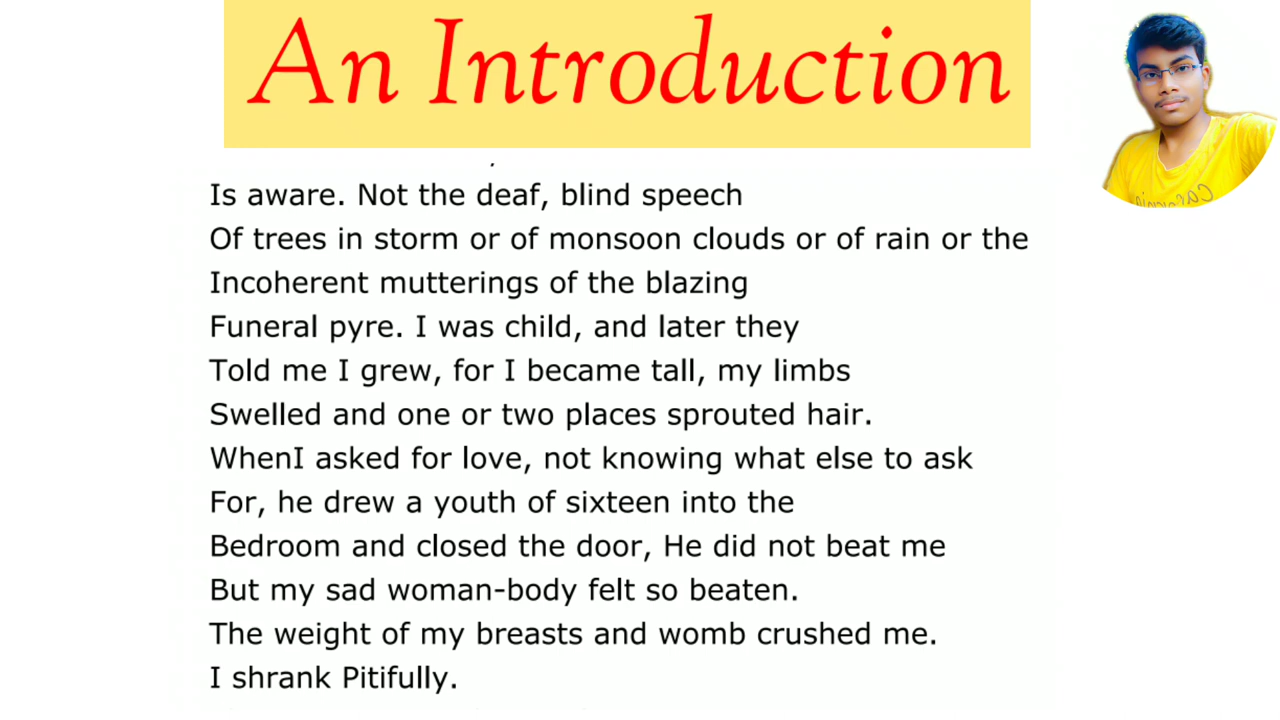 An Introduction
Is aware. Not the deaf, blind speech
Of trees in storm or of monsoon clouds or of rain or the
Incoherent mutterings of the blazing
Funeral pyre. I was child, and later they
Told me I grew, for I became tall, my limbs
Swelled and one or two places sprouted hair.
WhenI asked for love, not knowing what else to ask
For, he drew a youth of sixteen into the
Bedroom and closed the door, He did not beat me
But my sad woman-body felt so beaten.
The weight of my breasts and womb crushed me.
I shrank Pitifully.